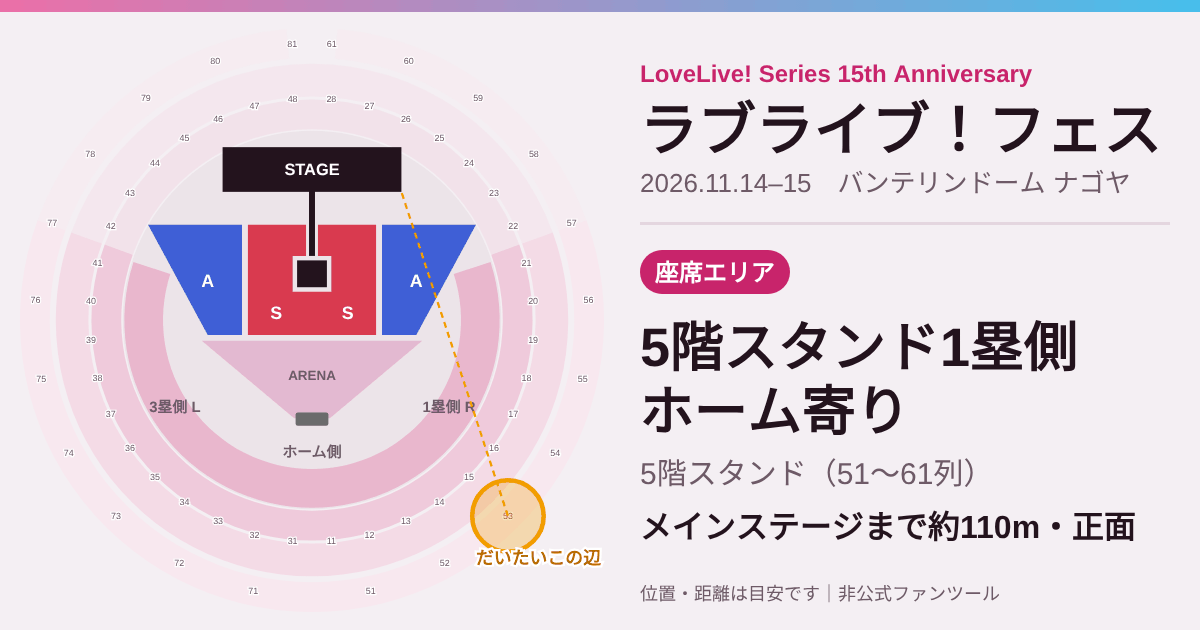 81 61
80 60
79 59
48 28
47 27
46 26
45 25
78 58
44 24
STAGE
43 23
77 57
42 22
41 21
A A
76 56
40 20
S S
39 19
ARENA
75 55
38 18
3塁側 L 1塁側 R
37 17
ホーム側
36 16
74 54
35 15
34 14
73 53
33 13
32 12
31 11
だいたいこの辺
72 52
71 51
LoveLive! Series 15th Anniversary
ラブライブ！フェス
2026.11.14–15　バンテリンドーム ナゴヤ
座席エリア
5階スタンド1塁側
ホーム寄り
5階スタンド（51〜61列）
メインステージまで約110m・正面
位置・距離は目安です｜非公式ファンツール